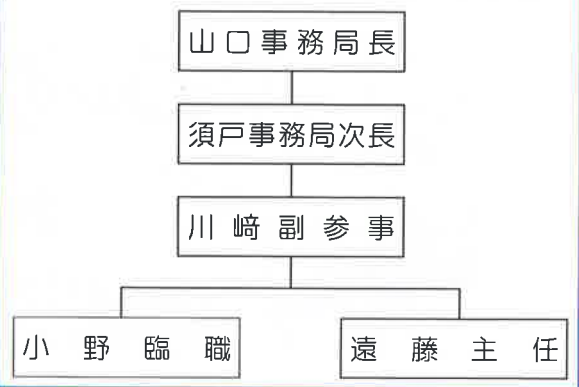 山口事務局長
須戸事務局次長
川﨑副参事
小野臨職
遠藤主任